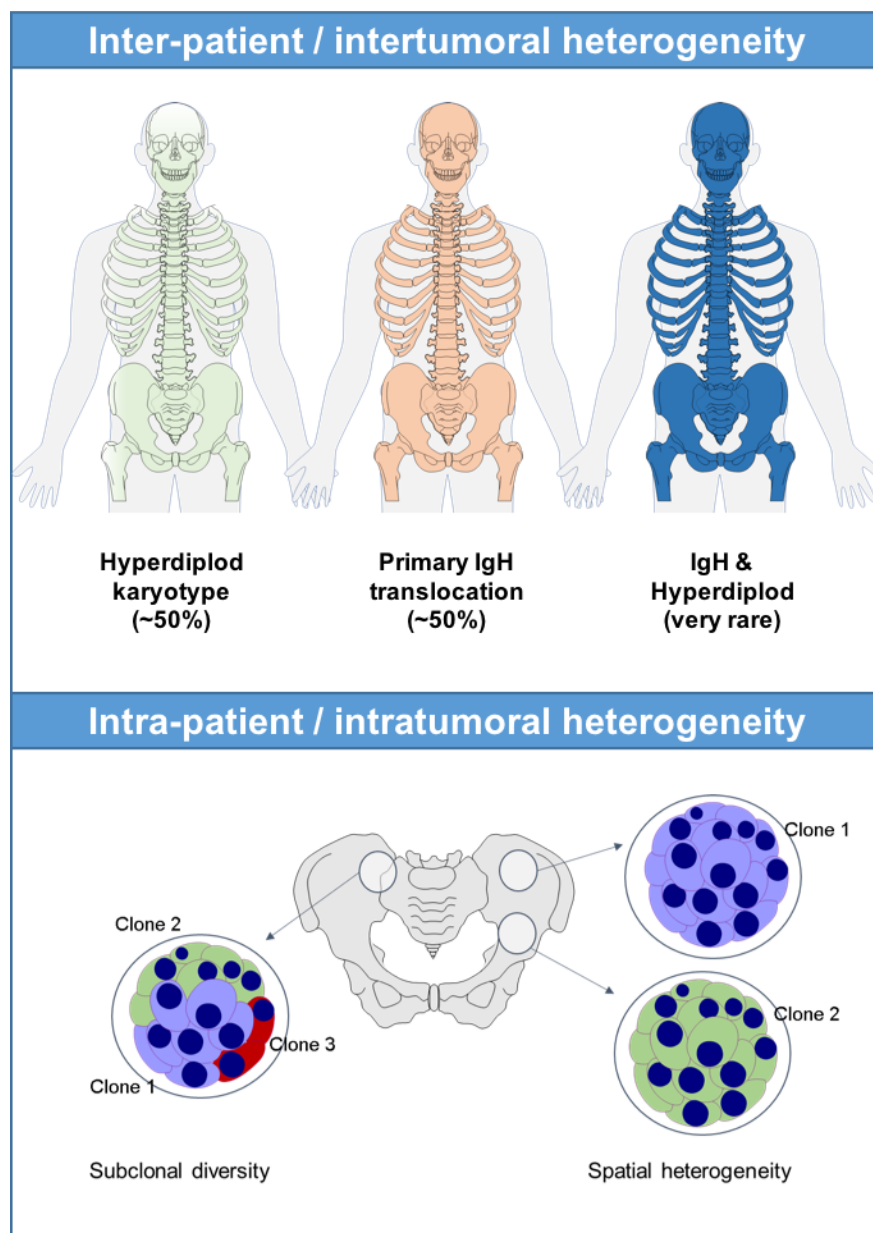 Inter-patient / intertumoral heterogeneity
Hyperdiplod
karyotype
(~50%)
Primary IgH
translocation
(~50%)
IgH &
Hyperdiplod
(very rare)
Intra-patient / intratumoral heterogeneity
Clone 2
Clone 3
Clone 1
Subclonal diversity
Clone 1
Clone 2
Spatial heterogeneity